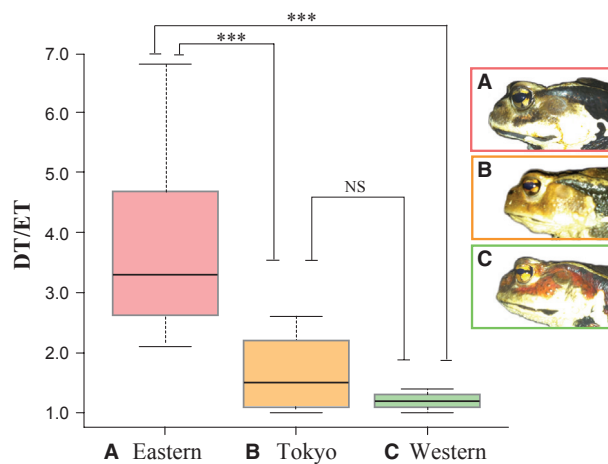 ***
***
7.0
6.0
5.0
4.0
3.0
2.0
1.0
DT/ET
NS
A Eastern
B Tokyo
C Western
A
B
C